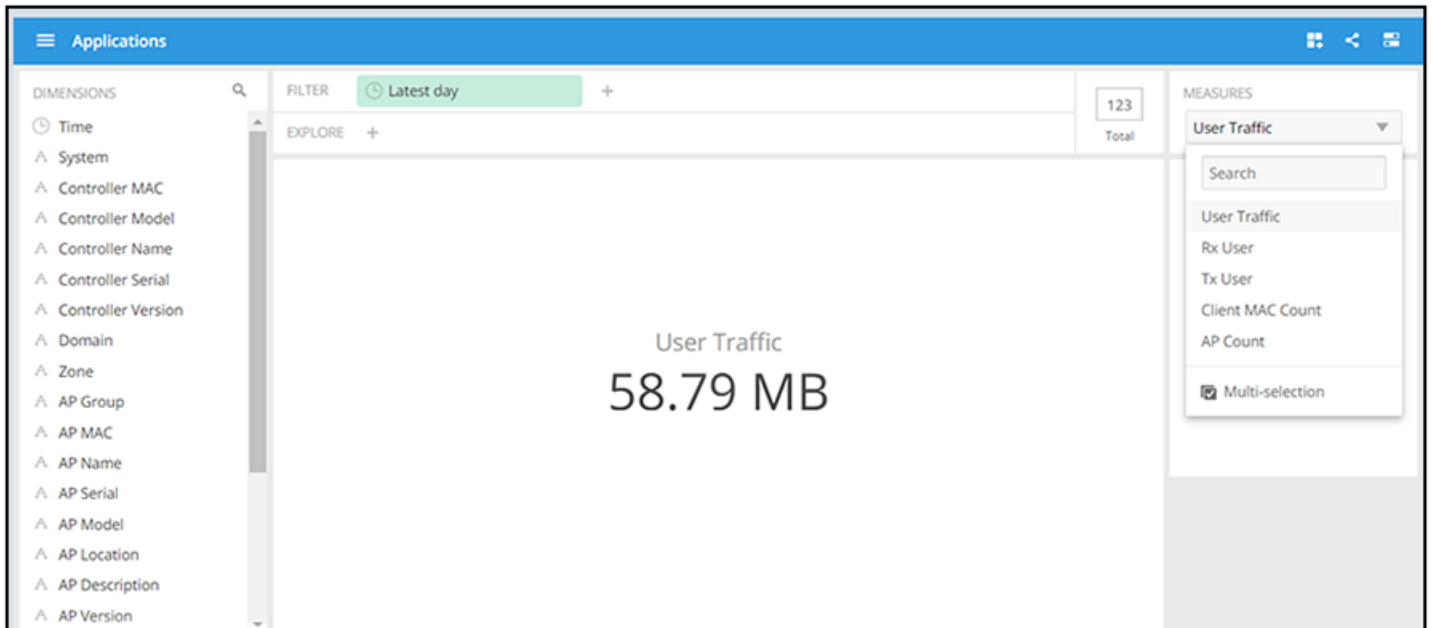 Applications
DIMENSIONS
Time
System
Controller MAC
Controller Model
Controller Name
Controller Serial
Controller Version
Domain
Zone
AP Group
AP MAC
AP Name
AP Serial
AP Model
AP Location
AP Description
AP Version
FILTER Latest day +
EXPLORE +
123
Total
User Traffic
58.79 MB
MEASURES
User Traffic
Search
User Traffic
Rx User
Tx User
Client MAC Count
AP Count
Multi-selection